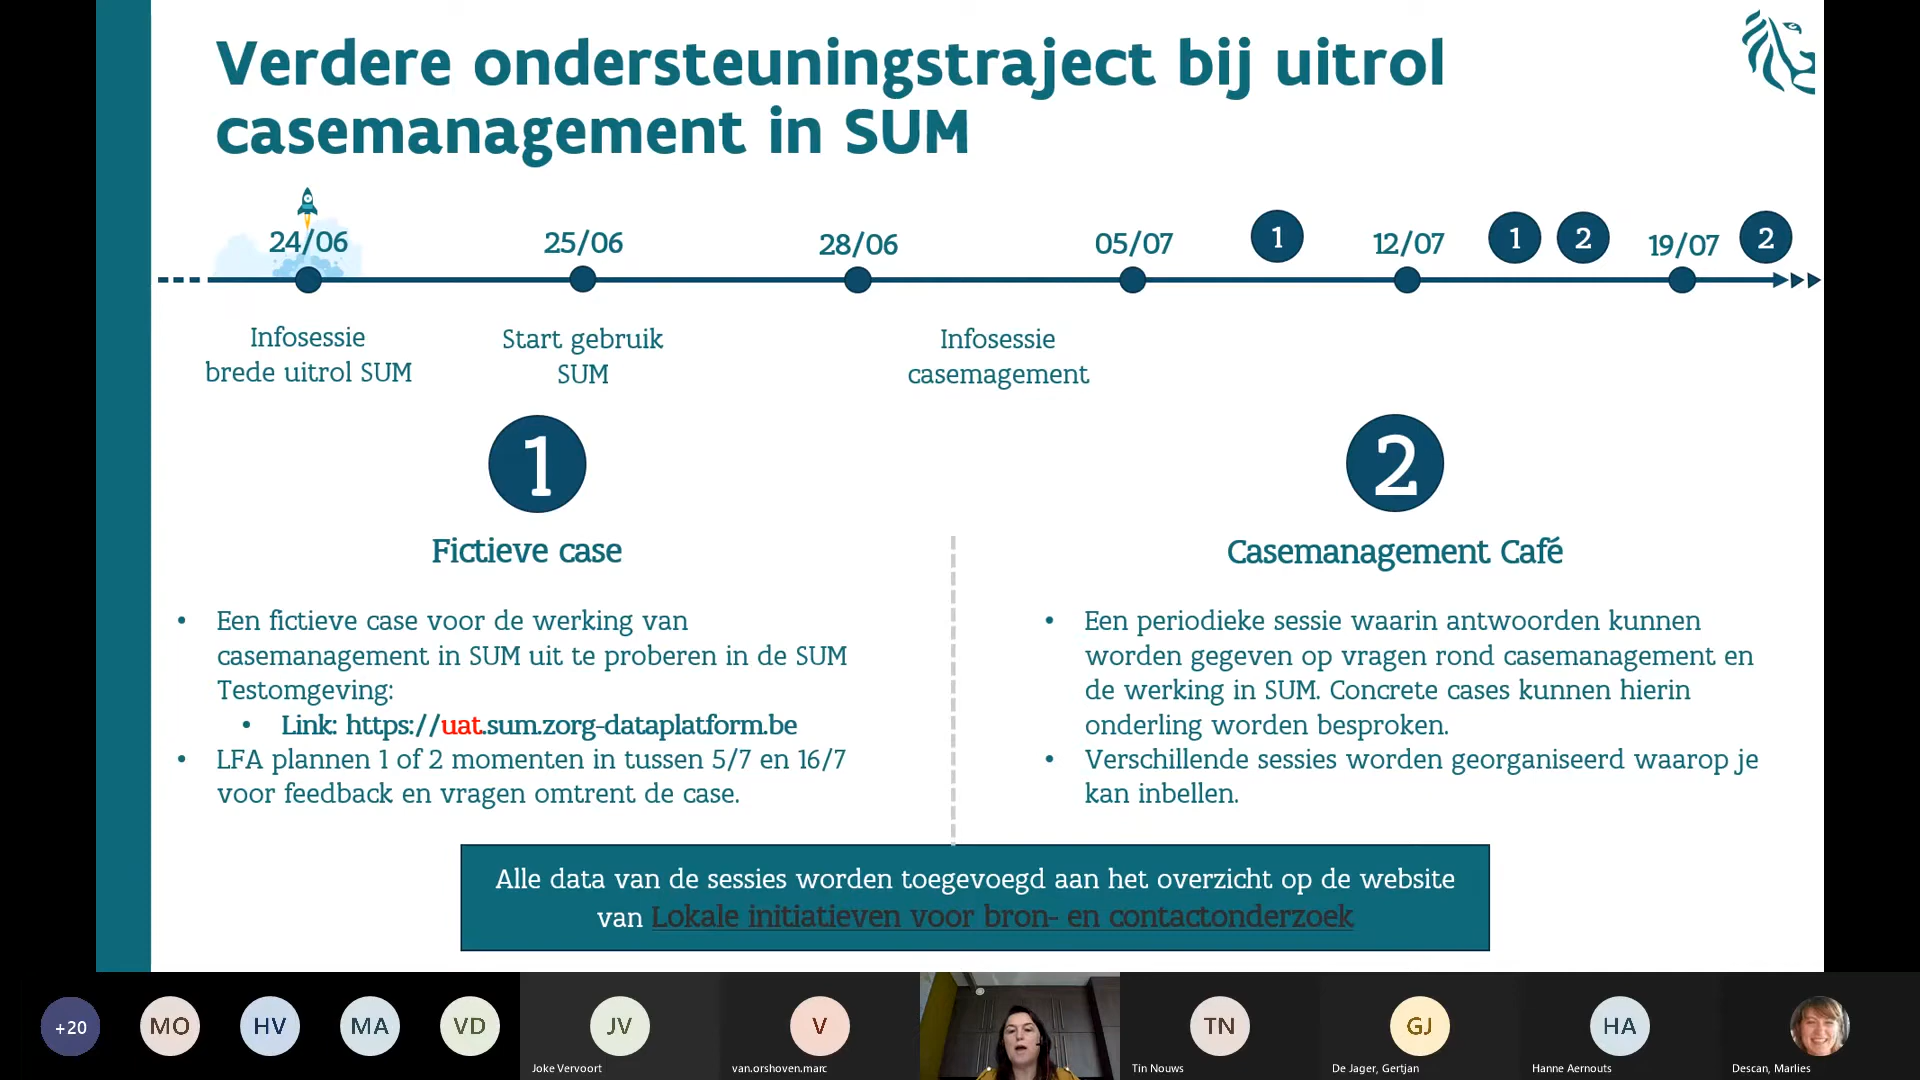 Verdere ondersteuningstraject bij uitrol
casemanagement in SUM
24/06
25/06
28/06
05/07
1
12/07
1
2
19/07
2
Infosessie
brede uitrol SUM
Start gebruik
SUM
Infosessie
casemagement
1
Fictieve case
• Een fictieve case voor de werking van
casemanagement in SUM uit te proberen in de SUM
Testomgeving:
• Link: https://uat.sum.zorg-dataplatform.be
• LFA plannen 1 of 2 momenten in tussen 5/7 en 16/7
voor feedback en vragen omtrent de case.
2
Casemanagement Café
• Een periodieke sessie waarin antwoorden kunnen
worden gegeven op vragen rond casemanagement en
de werking in SUM. Concrete cases kunnen hierin
onderling worden besproken.
• Verschillende sessies worden georganiseerd waarop je
kan inbellen.
Alle data van de sessies worden toegevoegd aan het overzicht op de website
van Lokale initiatieven voor bron- en contactonderzoek
+20
MO
HV
MA
VD
JV
Joke Vervoort
V
van.orshoven.marc
TN
Tin Nouws
GJ
De Jager, Gertjan
HA
Hanne Aernouts
Descan, Marlies